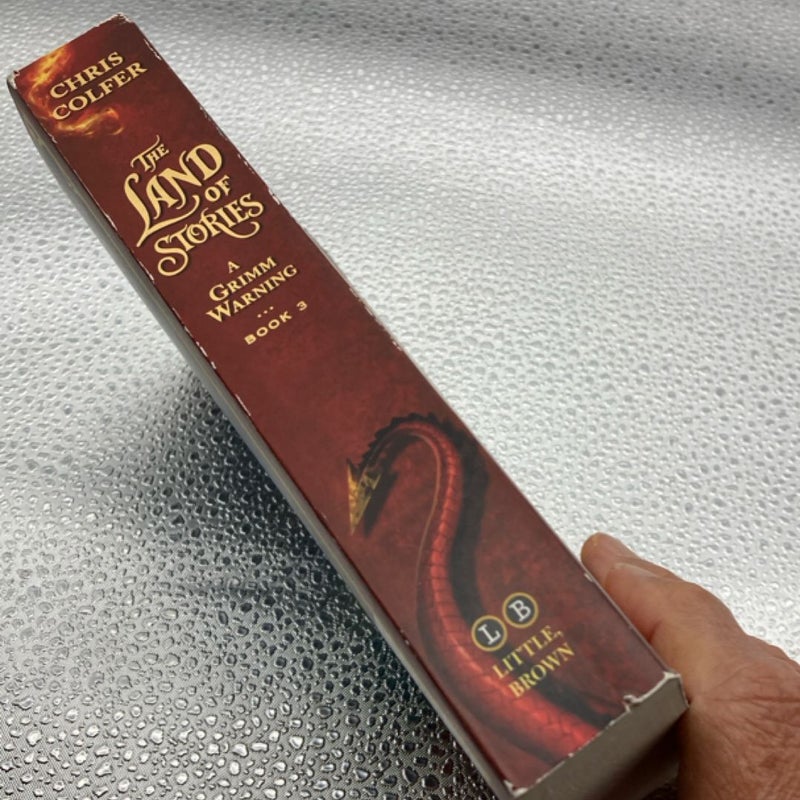 CHRIS
COLFER
THE
LAND
OF
STORIES
A
GRIMM
WARNING
...
BOOK 3
L B
LITTLE,
BROWN